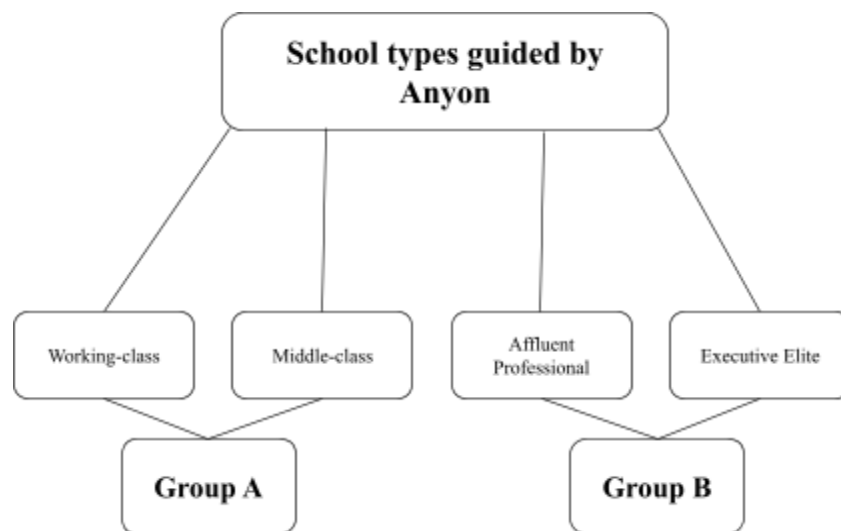 School types guided by
Anyon
Working-class
Middle-class
Affluent
Professional
Executive Elite
Group A
Group B